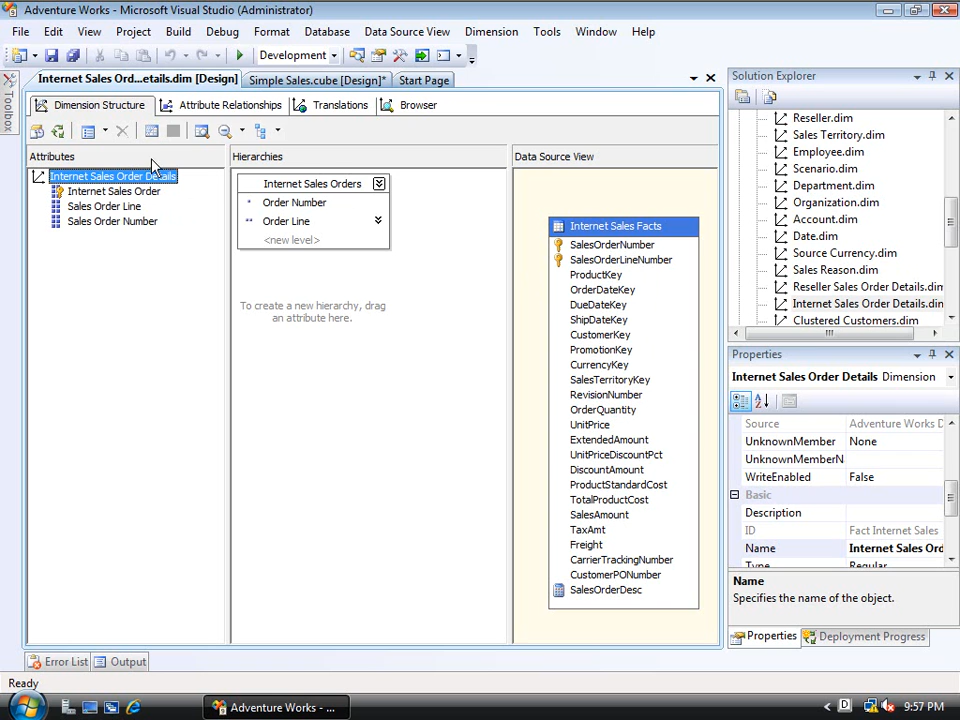 Adventure Works - Microsoft Visual Studio (Administrator)
File Edit View Project Build Debug Format Database Data Source View Dimension Tools Window Help
Development
Internet Sales Ord...etails.dim [Design] Simple Sales.cube [Design]* Start Page
Toolbox
Dimension Structure Attribute Relationships Translations Browser
Attributes
Internet Sales Order Details
Internet Sales Order
Sales Order Line
Sales Order Number
Hierarchies
Internet Sales Orders
Order Number
Order Line
<new level>
To create a new hierarchy, drag
an attribute here.
Data Source View
Internet Sales Facts
SalesOrderNumber
SalesOrderLineNumber
ProductKey
OrderDateKey
DueDateKey
ShipDateKey
CustomerKey
PromotionKey
CurrencyKey
SalesTerritoryKey
RevisionNumber
OrderQuantity
UnitPrice
ExtendedAmount
UnitPriceDiscountPct
DiscountAmount
ProductStandardCost
TotalProductCost
SalesAmount
TaxAmt
Freight
CarrierTrackingNumber
CustomerPONumber
SalesOrderDesc
Solution Explorer
Reseller.dim
Sales Territory.dim
Employee.dim
Scenario.dim
Department.dim
Organization.dim
Account.dim
Date.dim
Source Currency.dim
Sales Reason.dim
Reseller Sales Order Details.dim
Internet Sales Order Details.dim
Clustered Customers.dim
Properties
Internet Sales Order Details Dimension
Source Adventure Works D
UnknownMember None
UnknownMemberN
WriteEnabled False
Basic
Description
ID Fact Internet Sales
Name Internet Sales Ord
Type Regular
Name
Specifies the name of the object.
Properties Deployment Progress
Error List Output
Ready
Adventure Works - ...
D
9:57 PM